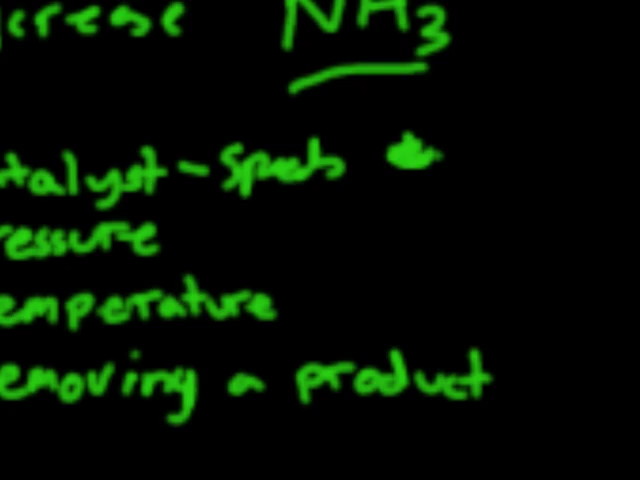 crease NH3
talyst - speeds
ressure
emperature
emoving a product